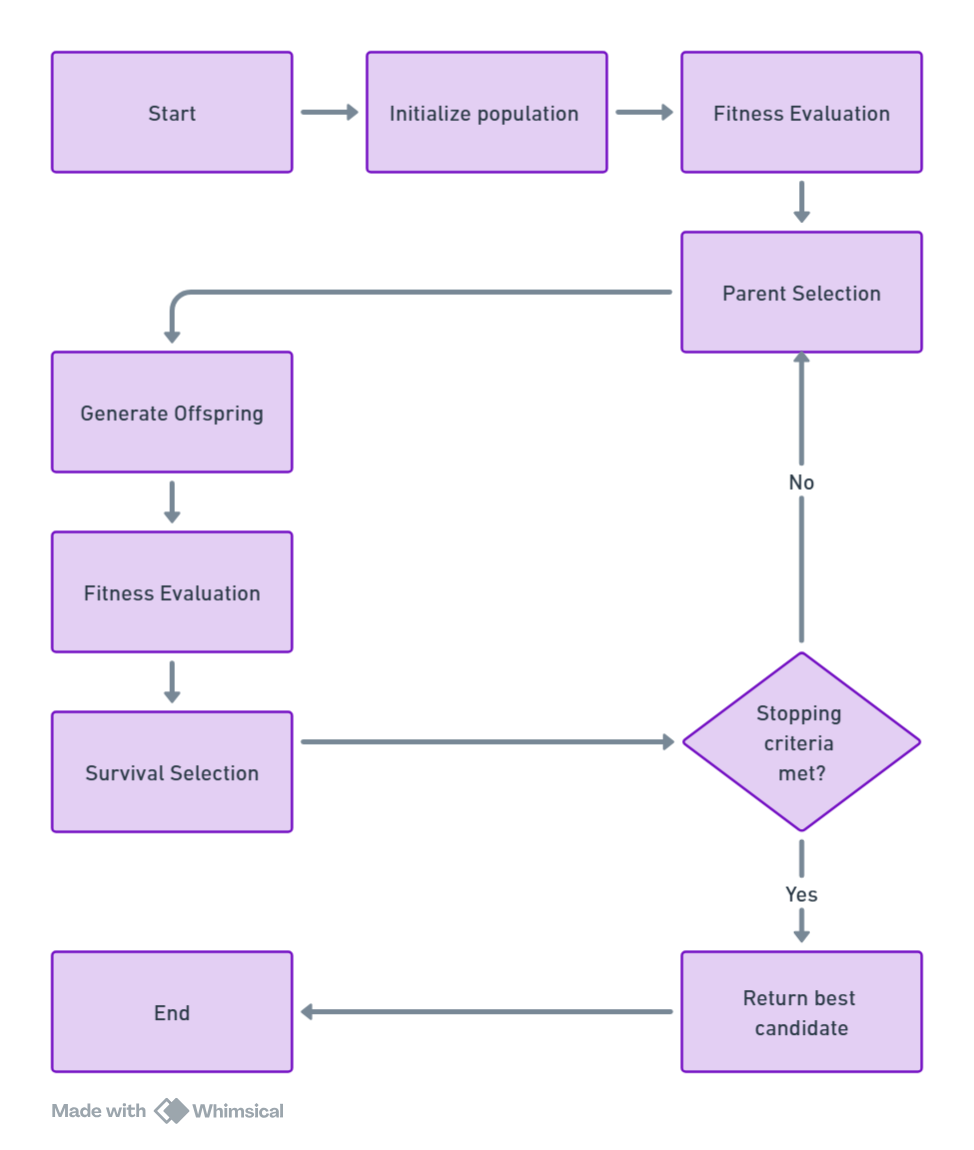 Start
Initialize population
Fitness Evaluation
Parent Selection
Generate Offspring
No
Fitness Evaluation
Stopping
criteria
met?
Survival Selection
Yes
Return best
candidate
End
Made with Whimsical